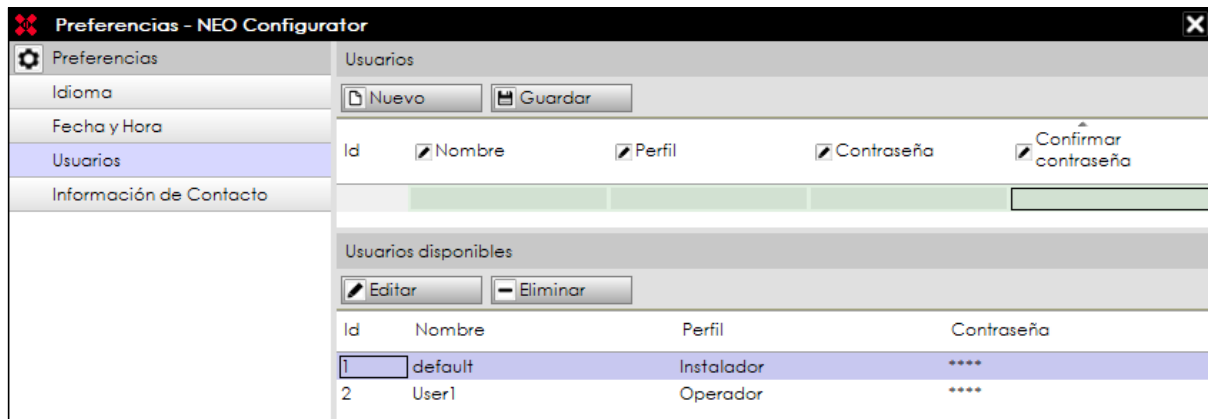 Preferencias - NEO Configurator
Preferencias
Idioma
Fecha y Hora
Usuarios
Información de Contacto
Usuarios
Nuevo Guardar
Id Nombre Perfil Contraseña Confirmar contraseña
Usuarios disponibles
Editar Eliminar
Id Nombre Perfil Contraseña
1 default Instalador ****
2 User1 Operador ****